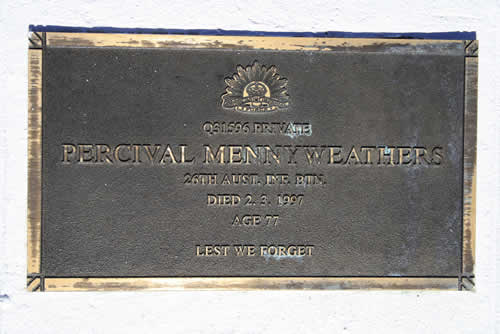 Q31596 PRIVATE
PERCIVAL MENNYWEATHERS
26TH AUST. INF. BTN.
DIED 2. 3. 1997
AGE 77
LEST WE FORGET